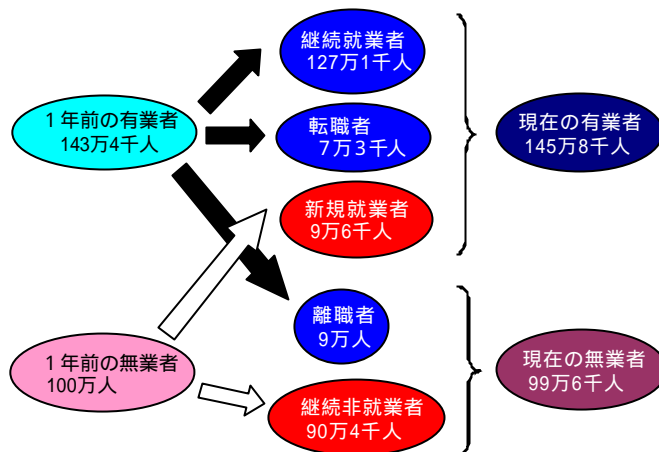 継続就業者
127万1千人
1年前の有業者
143万4千人
転職者
7万3千人
現在の有業者
145万8千人
新規就業者
9万6千人
離職者
9万人
1年前の無業者
100万人
現在の無業者
99万6千人
継続非就業者
90万4千人